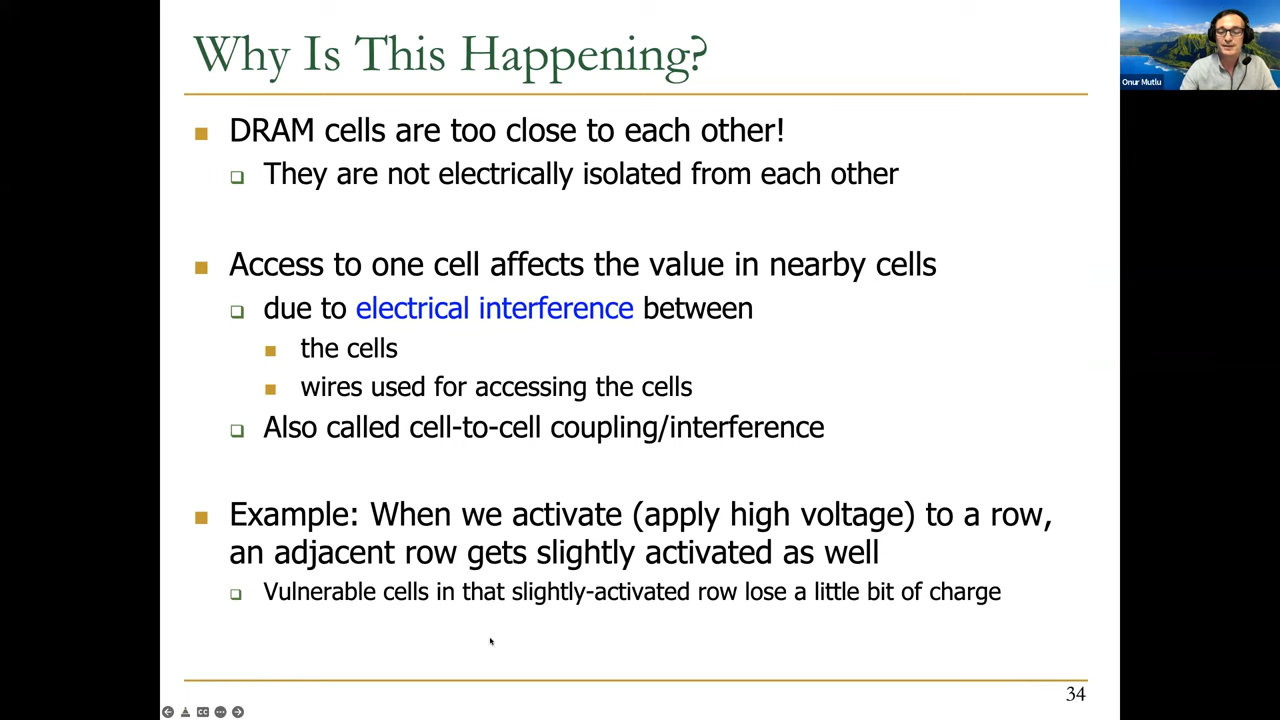 Why Is This Happening?
DRAM cells are too close to each other!
They are not electrically isolated from each other
Access to one cell affects the value in nearby cells
due to electrical interference between
the cells
wires used for accessing the cells
Also called cell-to-cell coupling/interference
Example: When we activate (apply high voltage) to a row,
an adjacent row gets slightly activated as well
Vulnerable cells in that slightly-activated row lose a little bit of charge
34
Onur Mutlu
CC